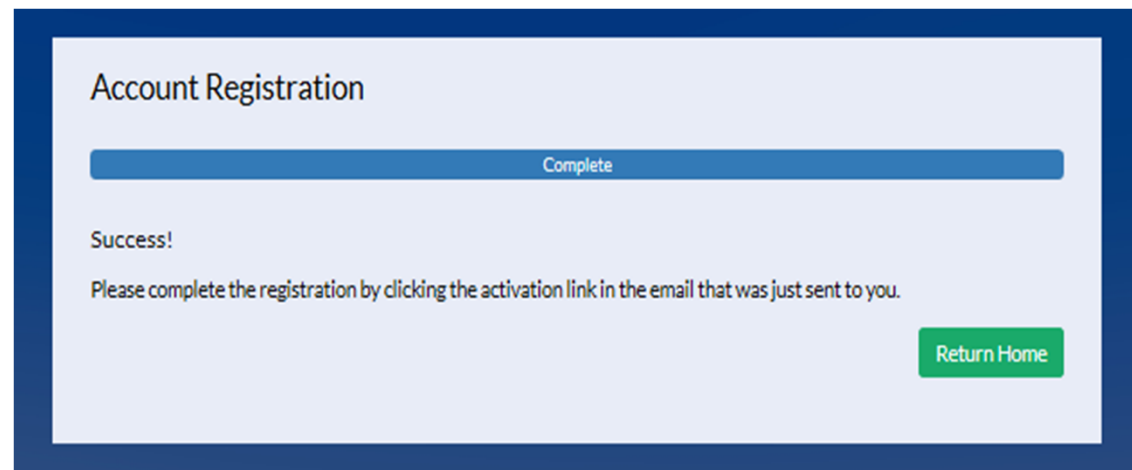 Account Registration
Complete
Success!
Please complete the registration by clicking the activation link in the email that was just sent to you.
Return Home